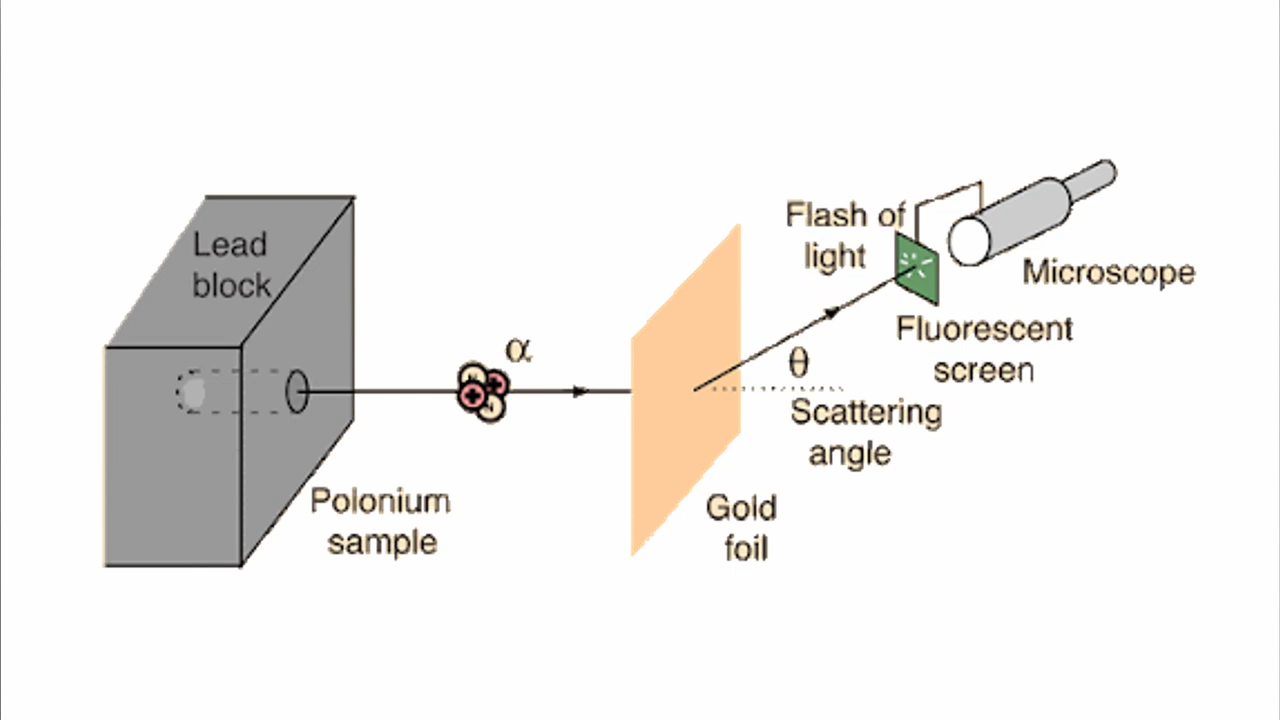 Lead
block
Polonium
sample
α
Gold
foil
θ
Scattering
angle
Flash of
light
Fluorescent
screen
Microscope